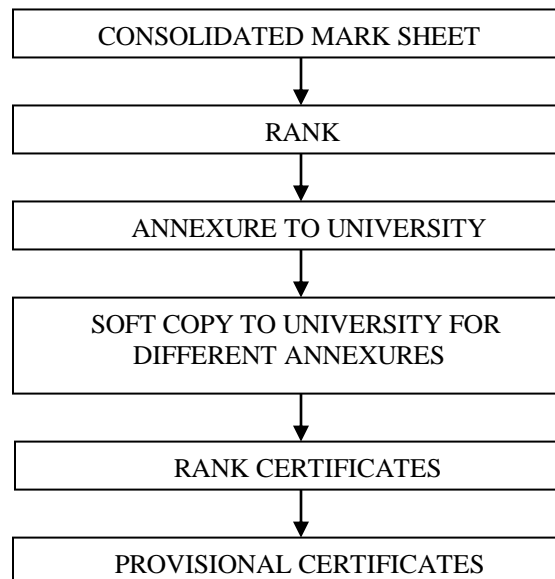 CONSOLIDATED MARK SHEET
RANK
ANNEXURE TO UNIVERSITY
SOFT COPY TO UNIVERSITY FOR
DIFFERENT ANNEXURES
RANK CERTIFICATES
PROVISIONAL CERTIFICATES